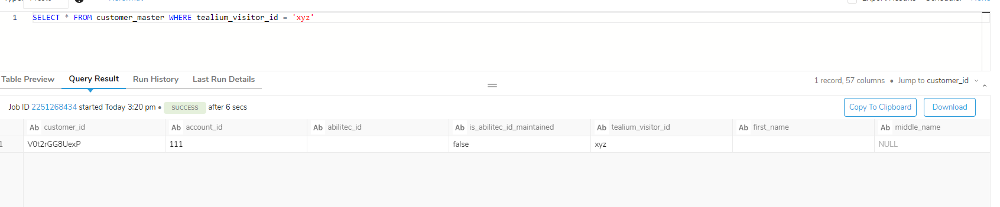 1 SELECT * FROM customer_master WHERE tealium_visitor_id = 'xyz'
Table Preview Query Result Run History Last Run Details 1 record, 57 columns • Jump to customer_id
Job ID 2251268434 started Today 3:20 pm • SUCCESS after 6 secs Copy To Clipboard Download
Ab customer_id Ab account_id Ab abilitec_id Ab is_abilitec_id_maintained Ab tealium_visitor_id Ab first_name Ab middle_name
1 V0t2rGG8UexP 111 false xyz NULL